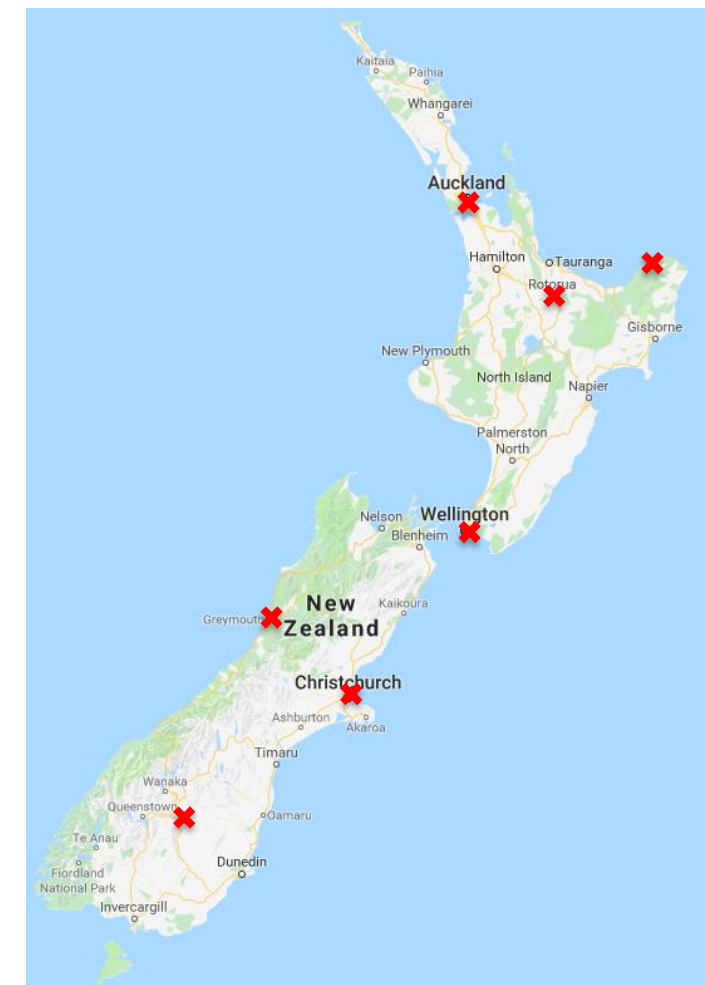 Kaitaia
Paihia
Whangarei
Auckland
Hamilton
Tauranga
Rotorua
Gisborne
New Plymouth
North Island
Napier
Palmerston
North
Wellington
Nelson
Blenheim
New
Zealand
Kaikoura
Greymouth
Christchurch
Ashburton
Akaroa
Timaru
Wanaka
Queenstown
Oamaru
Te Anau
Dunedin
Fiordland
National Park
Invercargill